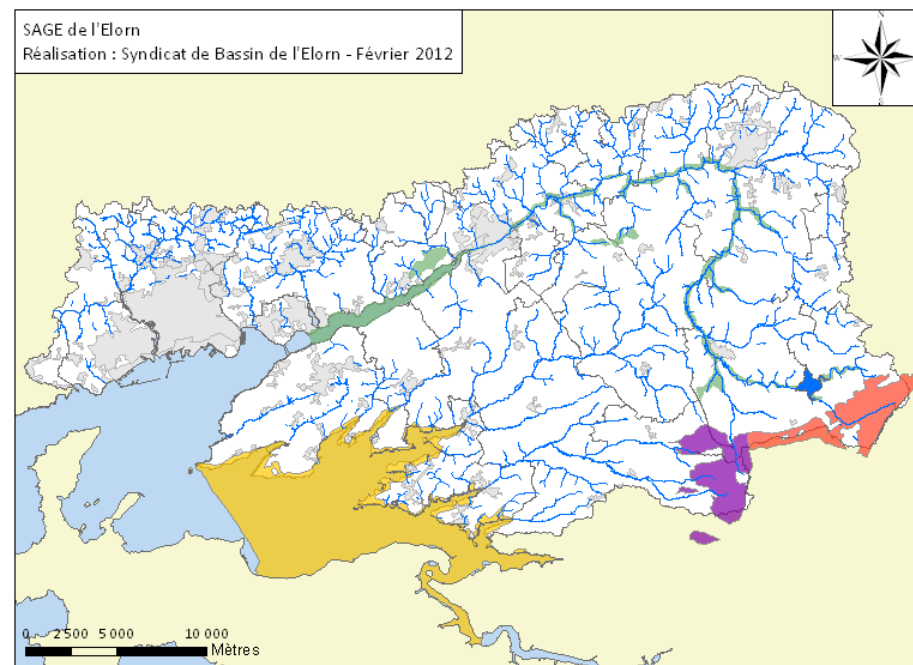 SAGE de l'Elorn
Réalisation : Syndicat de Bassin de l'Elorn - Février 2012
N
W
S
0 2 500 5 000 10 000
Mètres